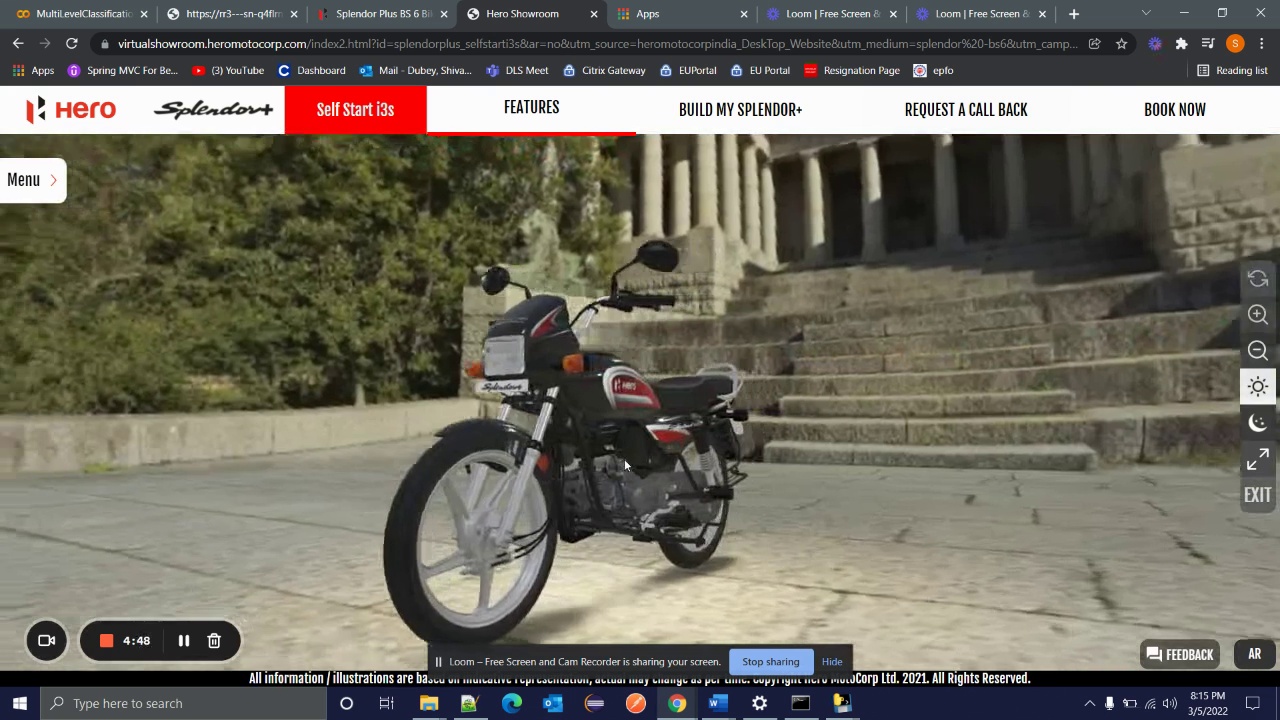 MultiLevelClassificatio
https://rr3---sn-q4flrn
Splendor Plus BS 6 Bik
Hero Showroom
Apps
Loom | Free Screen &
Loom | Free Screen &
virtualshowroom.heromotocorp.com/index2.html?id=splendorplus_selfstarti3s&at=no&utm_source=heromotocorpindia_DeskTop_Website&utm_medium=splendor%20-bs6&utm_camp...
S
Apps
Spying MVC For Be...
(3) YouTube
Dashboard
Mail - Dubey, Shiva...
DLS Meet
Citrix Gateway
EUPortal
EU Portal
Resignation Page
epfo
Reading list
Hero
Splendor+
Self Start i3s
FEATURES
BUILD MY SPLENDOR+
REQUEST A CALL BACK
BOOK NOW
Menu
Hero
Splendor+
EXIT
4:48
Loom – Free Screen and Cam Recorder is sharing your screen.
Stop sharing
Hide
FEEDBACK
AR
All information / illustrations are based on indicative representation, actual may change as per time. Copyright Hero MotoCorp Ltd. 2021. All Rights Reserved.
Type here to search
8:15 PM
3/5/2022